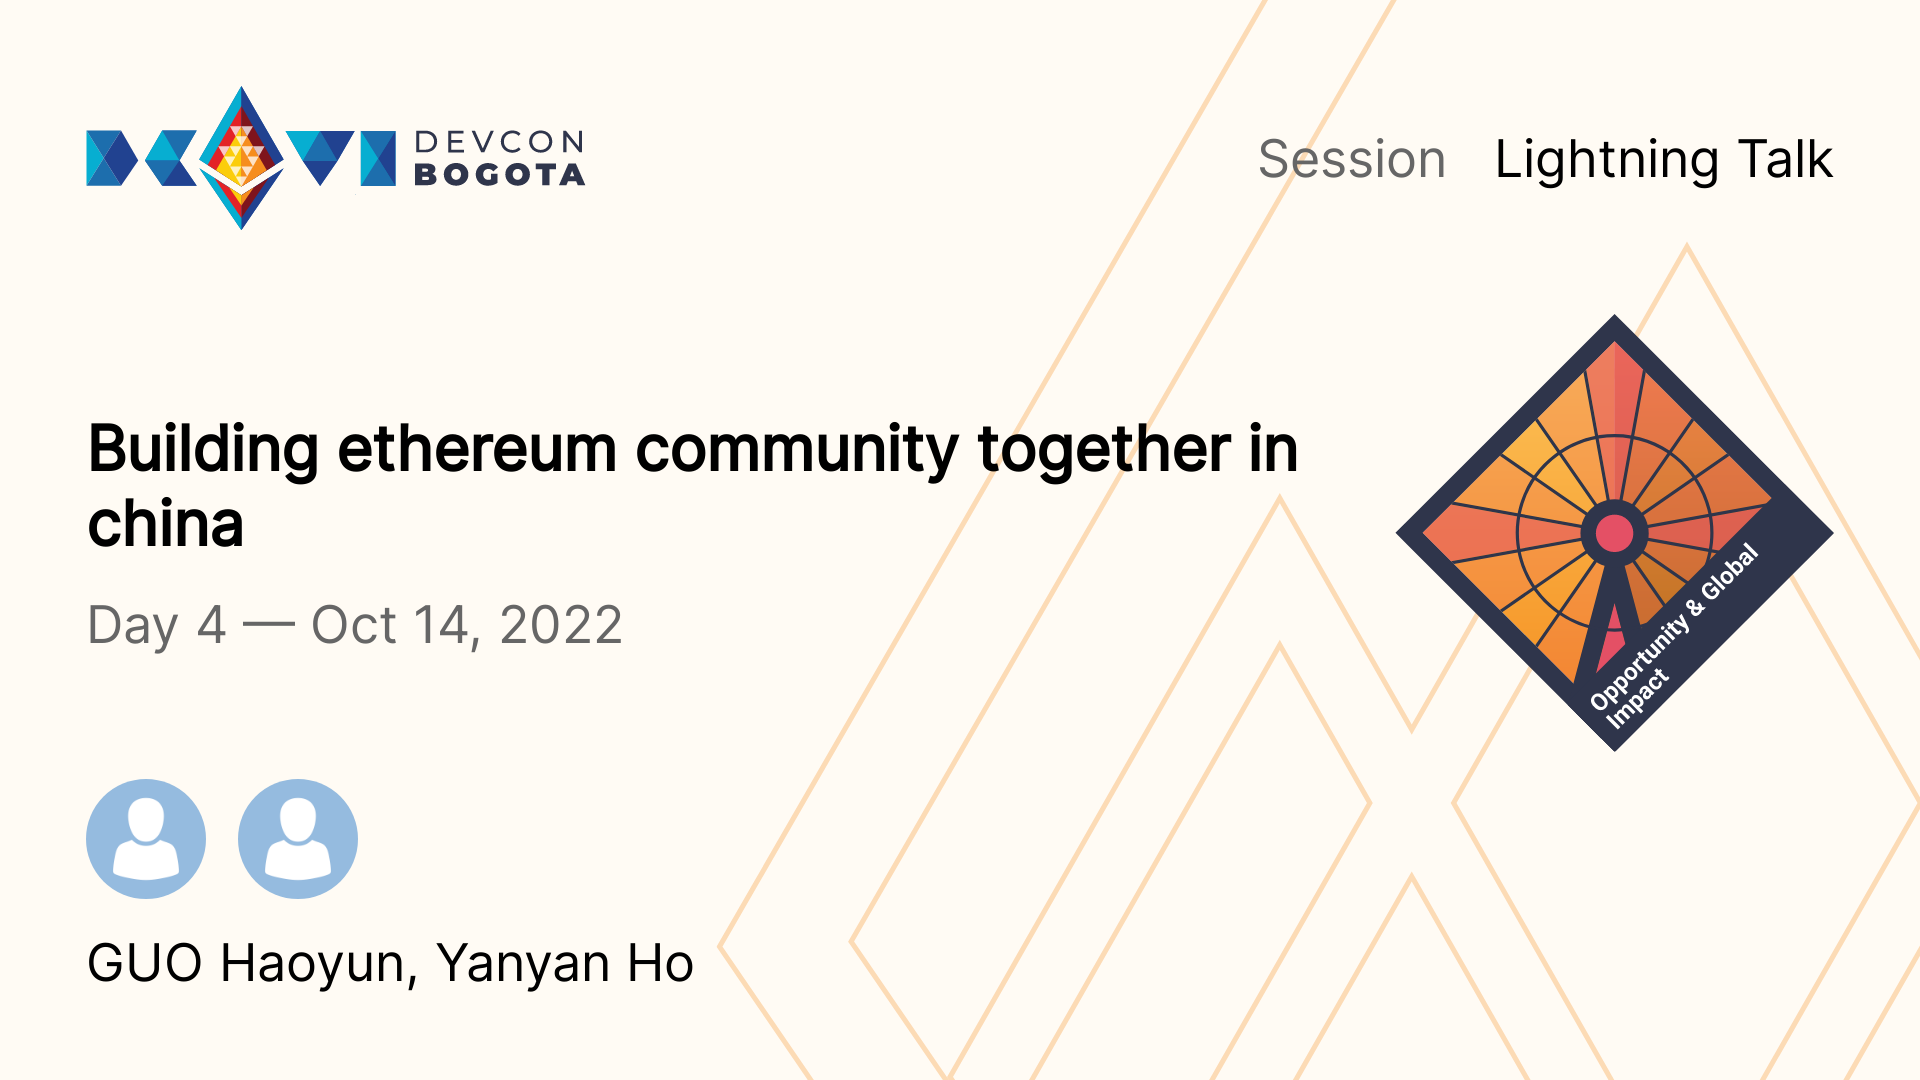 DEVCON
BOGOTA
Session Lightning Talk
Building ethereum community together in
china
Day 4 — Oct 14, 2022
Opportunity & Global
Impact
GUO Haoyun, Yanyan Ho